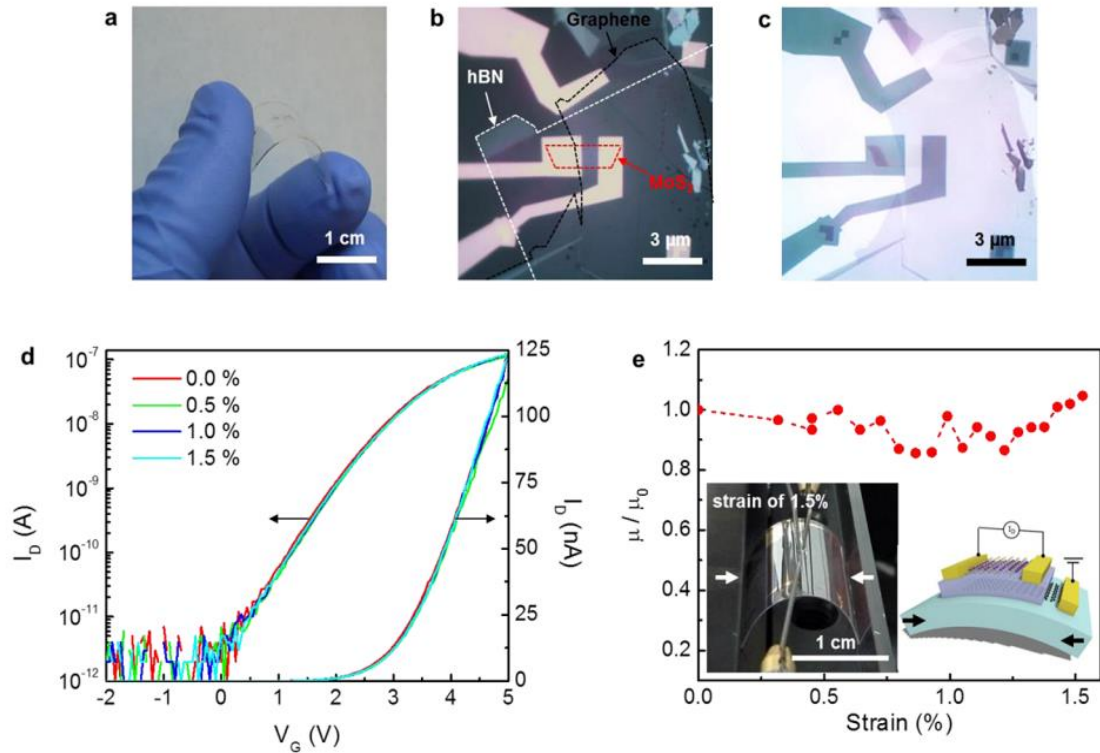 a
1 cm
b
Graphene
hBN
MoS₂
3 µm
c
3 µm
d
I_D (A)
10⁻⁷
10⁻⁸
10⁻⁹
10⁻¹⁰
10⁻¹¹
10⁻¹²
0.0 %
0.5 %
1.0 %
1.5 %
125
100
75
50
25
0
I_D (nA)
-2 -1 0 1 2 3 4 5
V_G (V)
e
μ / μ₀
1.2
1.0
0.8
0.6
0.4
0.2
strain of 1.5%
1 cm
I_D
0.0 0.5 1.0 1.5
Strain (%)